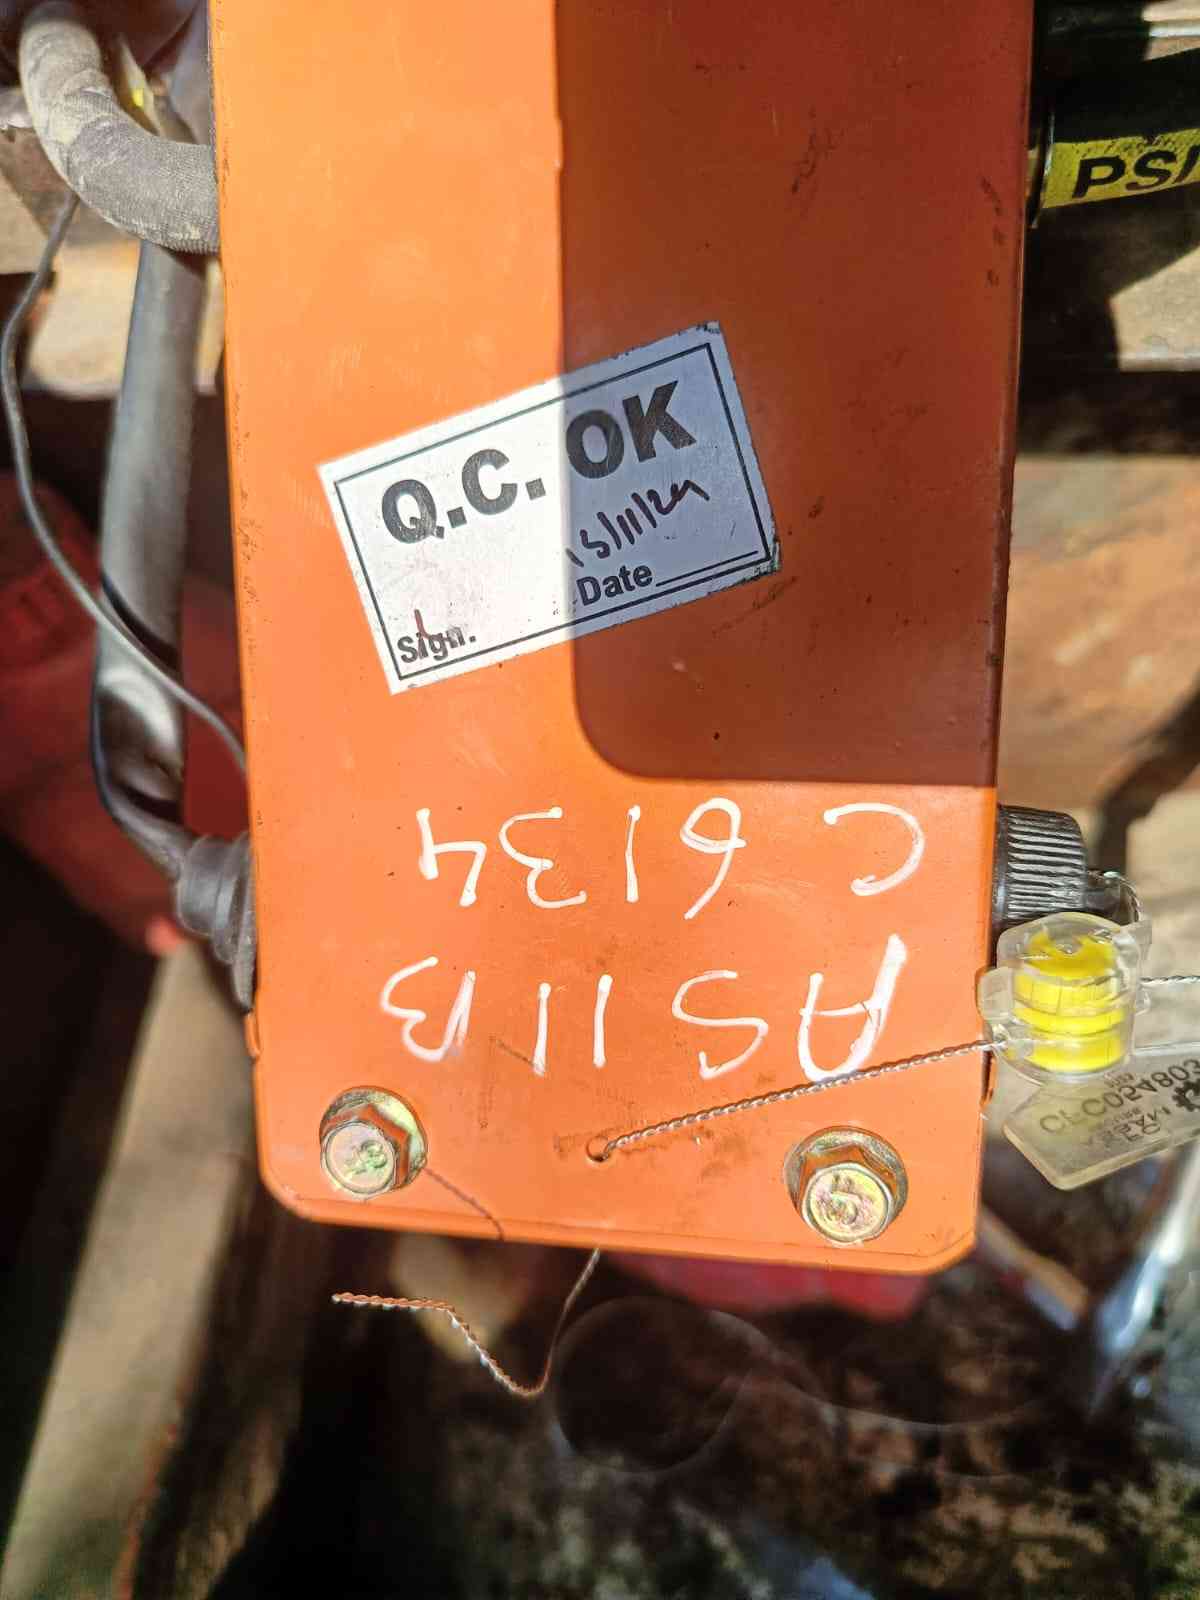 PSI
Q.C. OK
15/11/24
Sign.
Date
AS11B
C6134